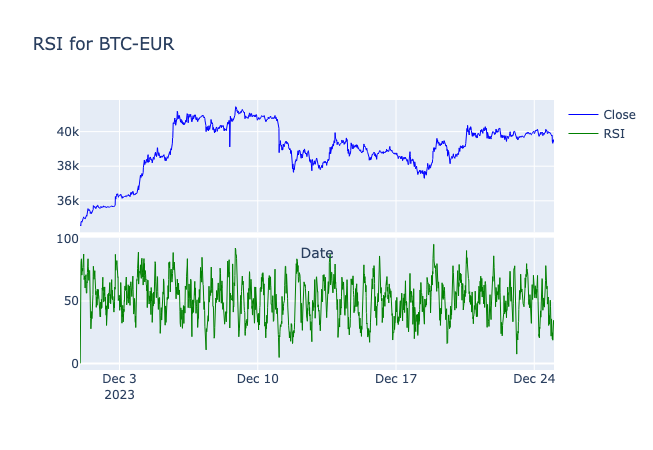 RSI for BTC-EUR
Close
RSI
40k
38k
36k
100
Date
50
0
Dec 3
2023
Dec 10
Dec 17
Dec 24